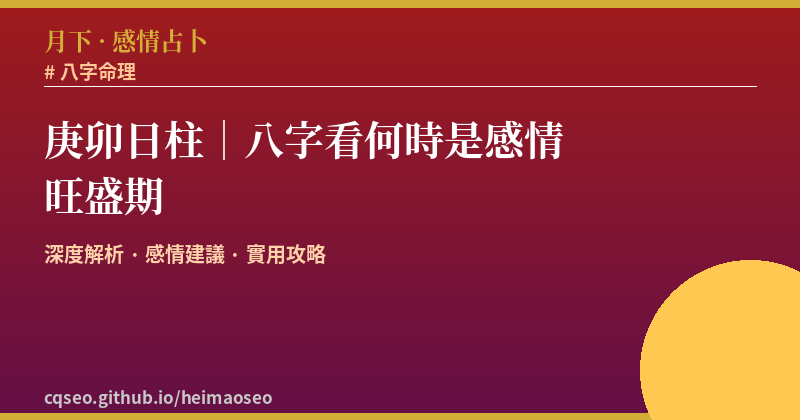 月下 · 感情占卜
# 八字命理
庚卯日柱｜八字看何時是感情
旺盛期
深度解析 · 感情建議 · 實用攻略
cqseo.github.io/heimaoseo